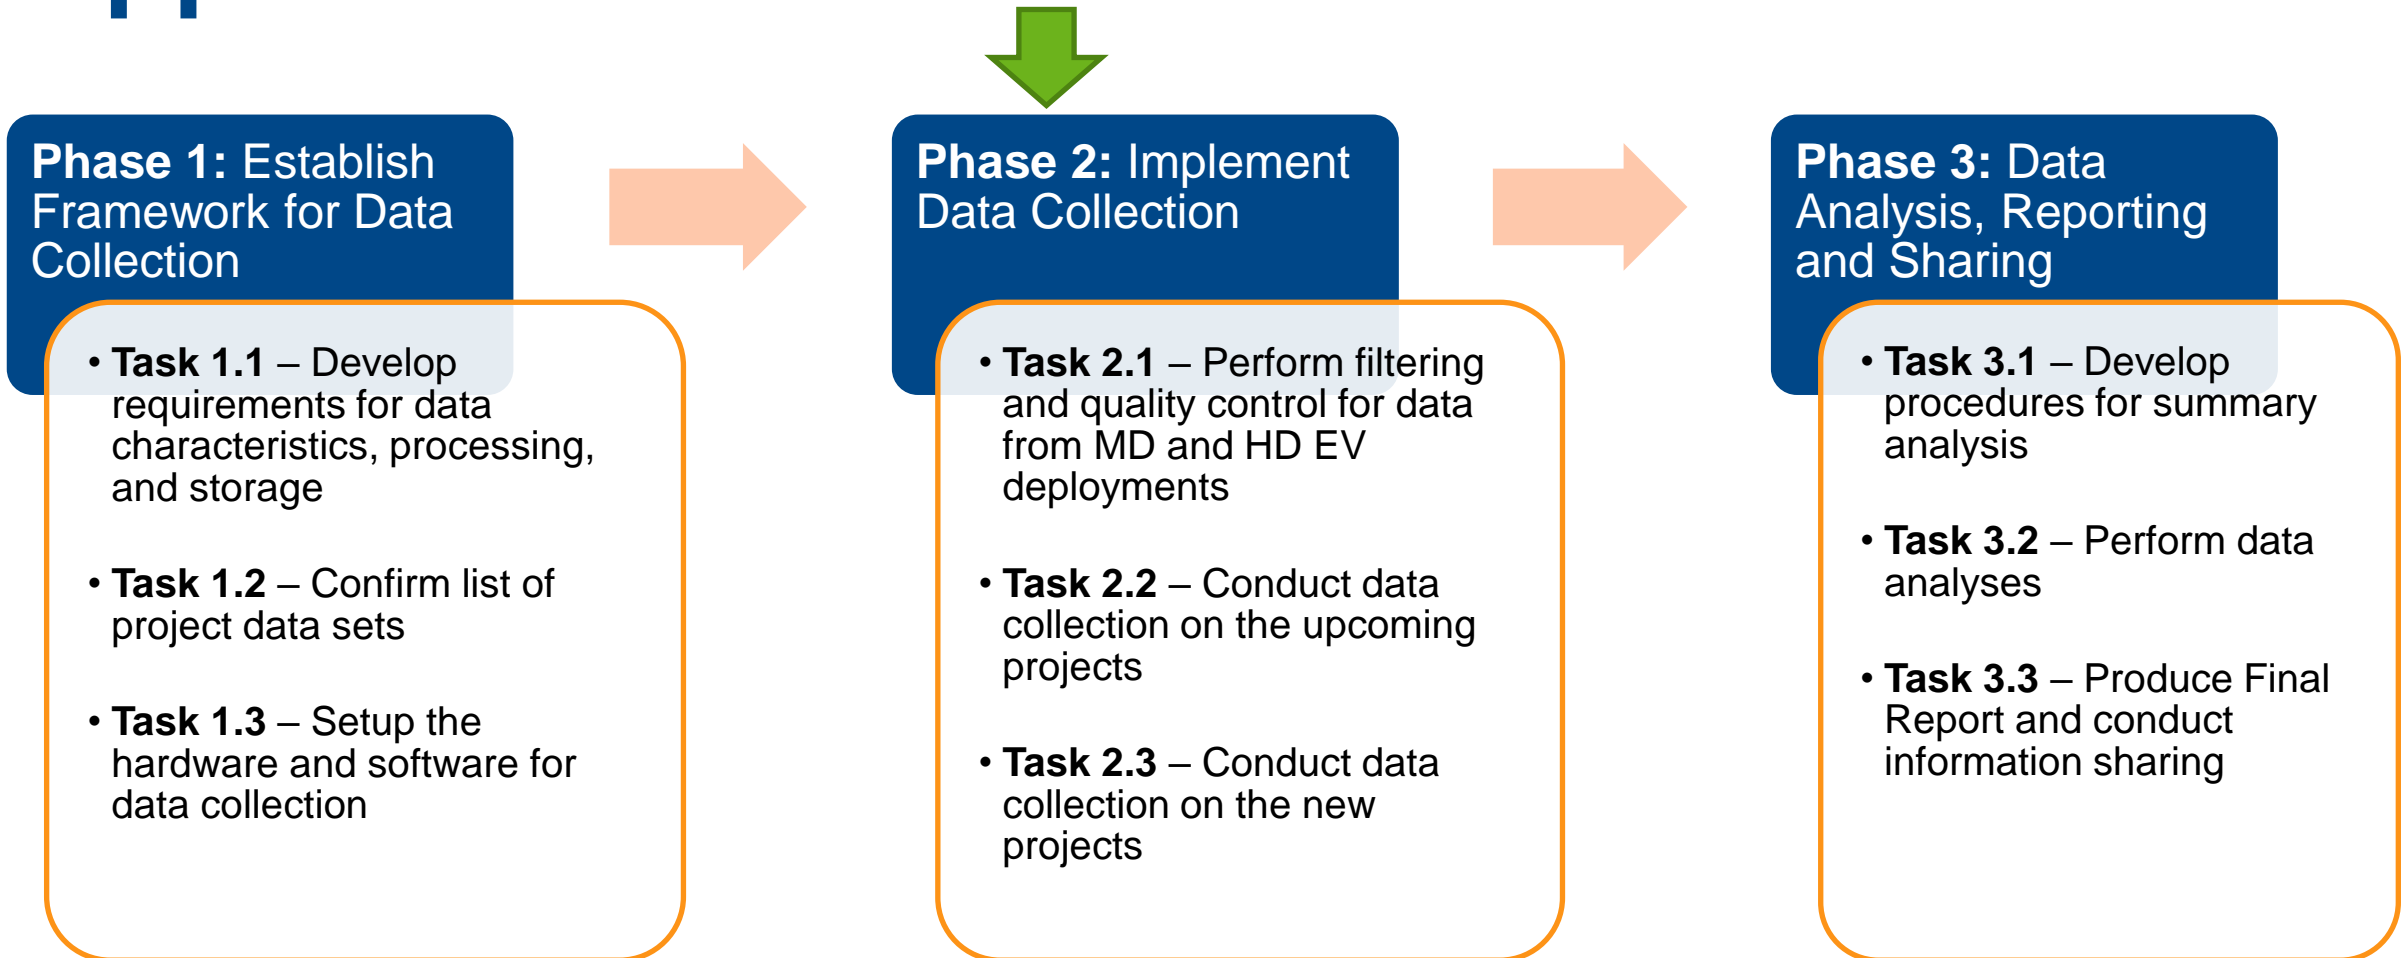 Phase 1: Establish
Framework for Data
Collection
• Task 1.1 – Develop
requirements for data
characteristics, processing,
and storage
• Task 1.2 – Confirm list of
project data sets
• Task 1.3 – Setup the
hardware and software for
data collection
Phase 2: Implement
Data Collection
• Task 2.1 – Perform filtering
and quality control for data
from MD and HD EV
deployments
• Task 2.2 – Conduct data
collection on the upcoming
projects
• Task 2.3 – Conduct data
collection on the new
projects
Phase 3: Data
Analysis, Reporting
and Sharing
• Task 3.1 – Develop
procedures for summary
analysis
• Task 3.2 – Perform data
analyses
• Task 3.3 – Produce Final
Report and conduct
information sharing